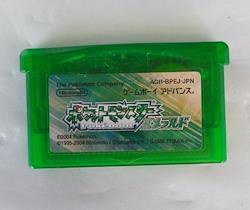 The Pokémon Company
AGB-BPEJ-JPN
ゲームボーイ アドバンス
Nintendo
ポケットモンスター
エメラルド
©2004 Pokémon.
©1995-2004 Nintendo